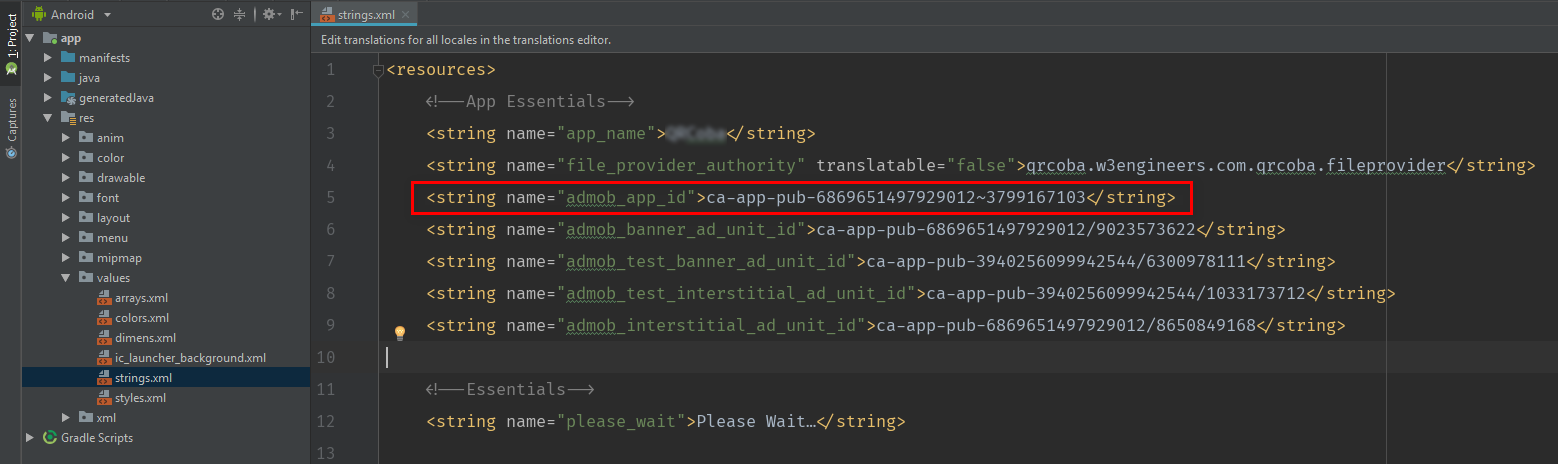 Android
1: Project
Captures
app
manifests
java
generatedJava
res
anim
color
drawable
font
layout
menu
mipmap
values
arrays.xml
colors.xml
dimens.xml
ic_launcher_background.xml
strings.xml
styles.xml
xml
Gradle Scripts
strings.xml
Edit translations for all locales in the translations editor.
1 <resources>
2 <!--App Essentials-->
3 <string name="app_name"></string>
4 <string name="file_provider_authority" translatable="false">qrcoba.w3engineers.com.qrcoba.fileprovider</string>
5 <string name="admob_app_id">ca-app-pub-6869651497929012~3799167103</string>
6 <string name="admob_banner_ad_unit_id">ca-app-pub-6869651497929012/9023573622</string>
7 <string name="admob_test_banner_ad_unit_id">ca-app-pub-3940256099942544/6300978111</string>
8 <string name="admob_test_interstitial_ad_unit_id">ca-app-pub-3940256099942544/1033173712</string>
9 <string name="admob_interstitial_ad_unit_id">ca-app-pub-6869651497929012/8650849168</string>
10
11 <!--Essentials-->
12 <string name="please_wait">Please Wait…</string>
13